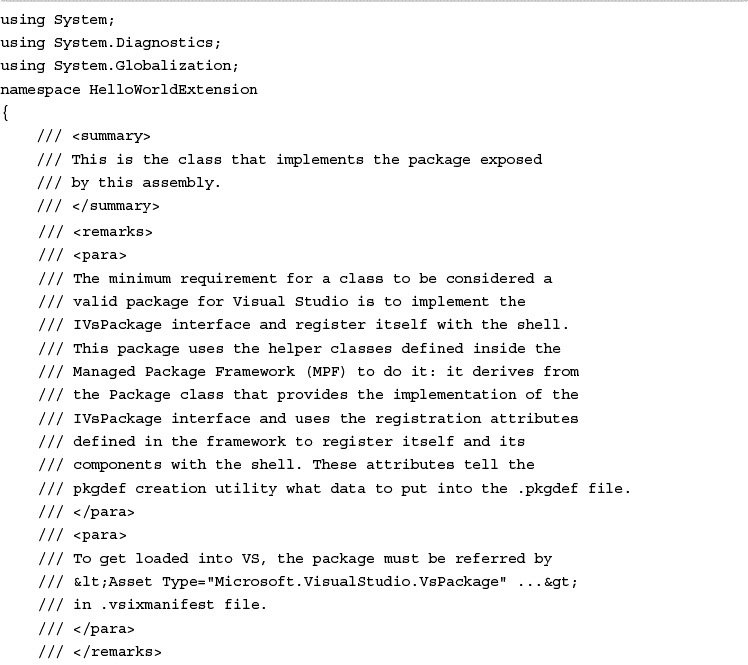 using System;
using System.Diagnostics;
using System.Globalization;
namespace HelloWorldExtension
{
/// <summary>
/// This is the class that implements the package exposed
/// by this assembly.
/// </summary>
/// <remarks>
/// <para>
/// The minimum requirement for a class to be considered a
/// valid package for Visual Studio is to implement the
/// IVsPackage interface and register itself with the shell.
/// This package uses the helper classes defined inside the
/// Managed Package Framework (MPF) to do it: it derives from
/// the Package class that provides the implementation of the
/// IVsPackage interface and uses the registration attributes
/// defined in the framework to register itself and its
/// components with the shell. These attributes tell the
/// pkgdef creation utility what data to put into the .pkgdef file.
/// </para>
/// <para>
/// To get loaded into VS, the package must be referred by
/// &lt;Asset Type="Microsoft.VisualStudio.VsPackage" ...&gt;
/// in .vsixmanifest file.
/// </para>
/// </remarks>